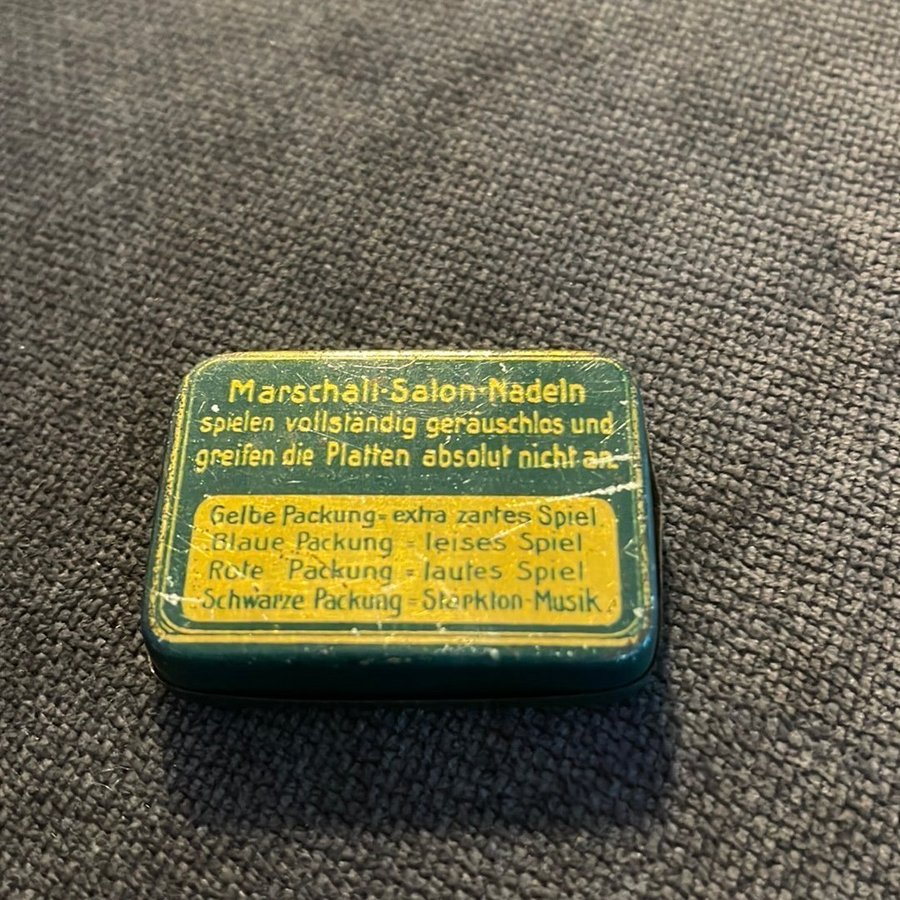 Marschall-Salon-Nadeln
spielen vollständig geräuschlos und
greifen die Platten absolut nicht an.
Gelbe Packung = extra zartes Spiel
Blaue Packung = leises Spiel
Rote Packung = lautes Spiel
Schwarze Packung = Starkton-Musik